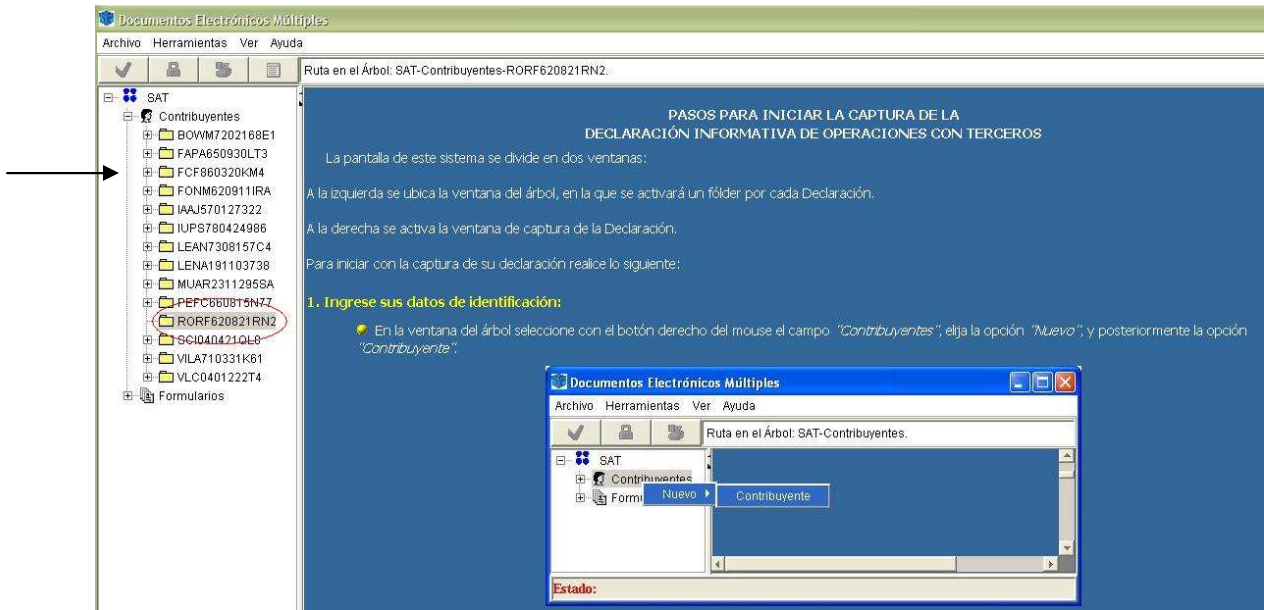 Documentos Electrónicos Múltiples
Archivo Herramientas Ver Ayuda
Ruta en el Árbol: SAT-Contribuyentes-RORF620821RN2.
SAT
Contribuyentes
BOWM7202168E1
FAPA650930LT3
FCF860320KM4
FONM620911IRA
IAAJ570127322
IUPS780424986
LEAN7308157C4
LENA191103738
MUAR2311295SA
PEFC660815N77
RORF620821RN2
SCI040421QL8
VILA710331K61
VLC0401222T4
Formularios
PASOS PARA INICIAR LA CAPTURA DE LA
DECLARACIÓN INFORMATIVA DE OPERACIONES CON TERCEROS
La pantalla de este sistema se divide en dos ventanas:
A la izquierda se ubica la ventana del árbol, en la que se activará un fólder por cada Declaración.
A la derecha se activa la ventana de captura de la Declaración.
Para iniciar con la captura de su declaración realice lo siguiente:
1. Ingrese sus datos de identificación:
En la ventana del árbol seleccione con el botón derecho del mouse el campo "Contribuyentes", elija la opción "Nuevo", y posteriormente la opción
"Contribuyente".
Documentos Electrónicos Múltiples
Archivo Herramientas Ver Ayuda
Ruta en el Árbol: SAT-Contribuyentes.
SAT
Contribuyentes
Formu
Nuevo
Contribuyente
Estado: